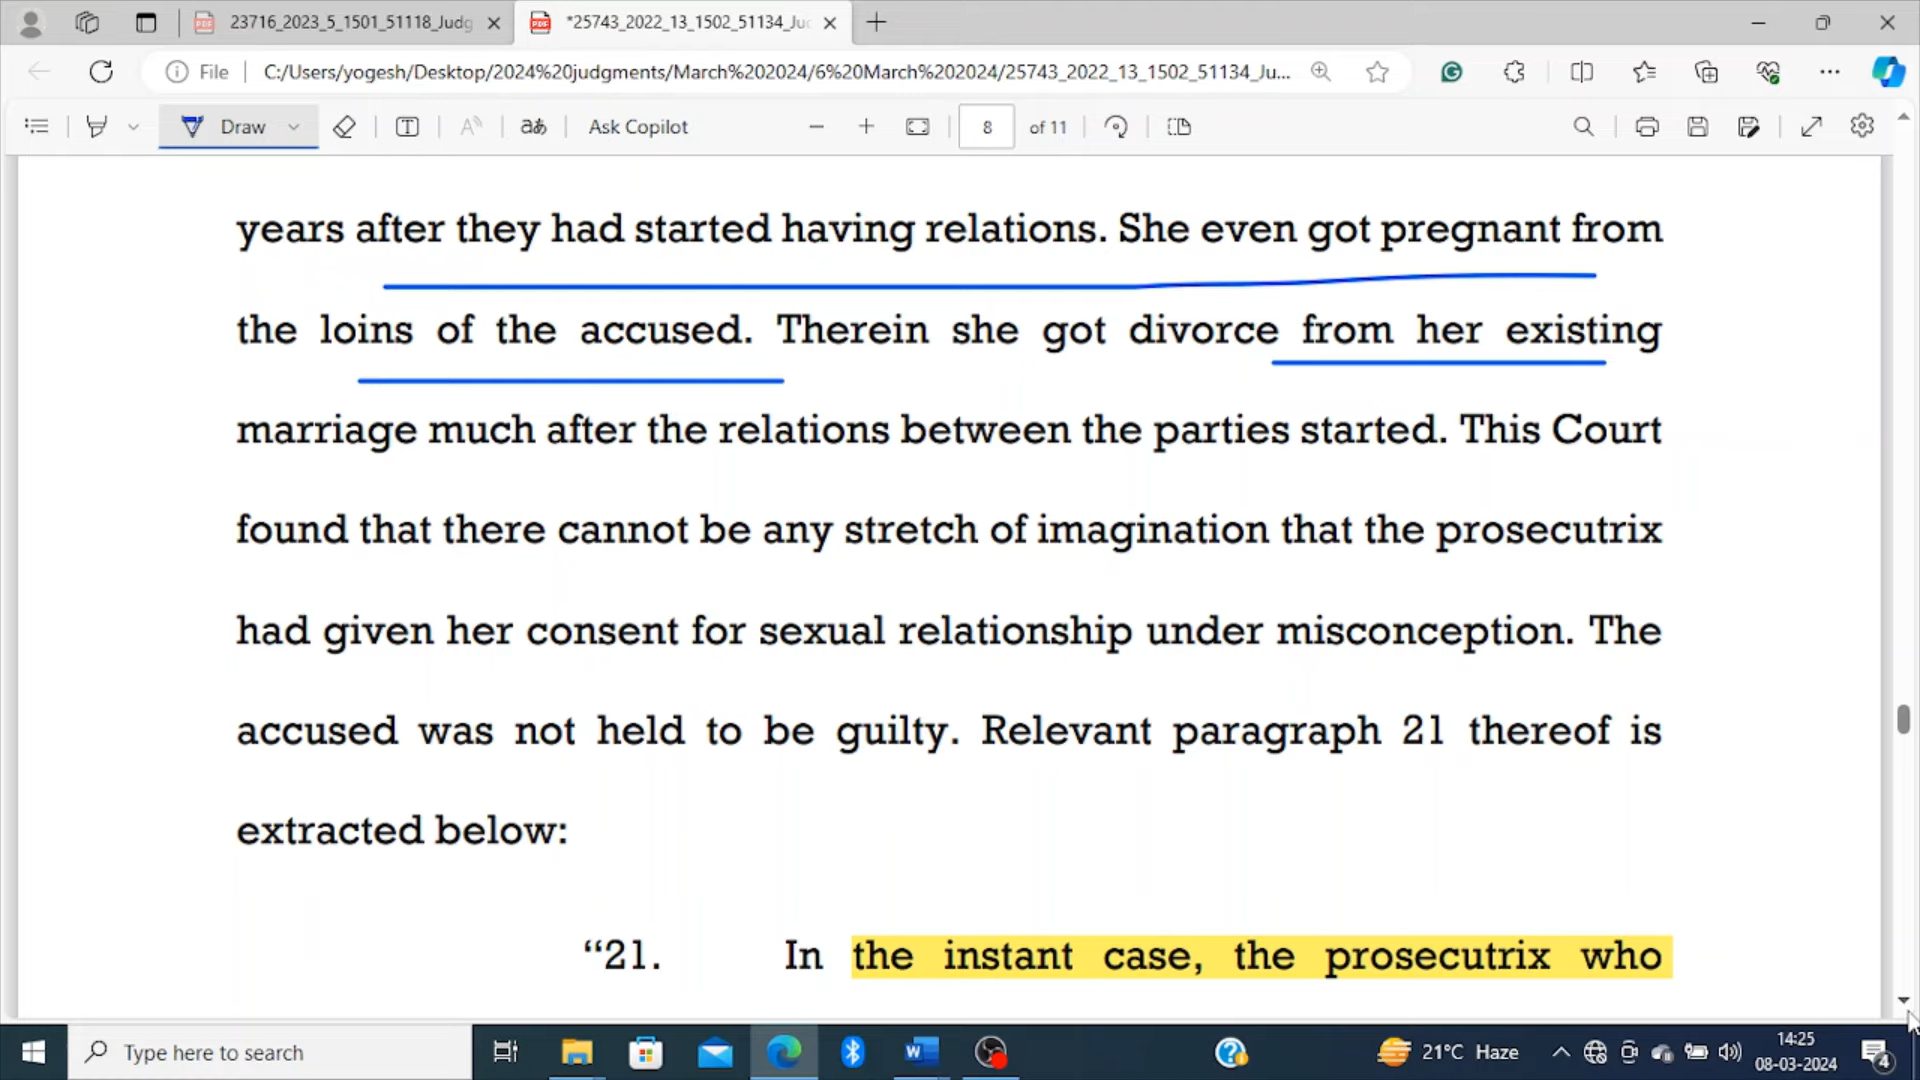 23716_2023_5_1501_51118_Judg
*25743_2022_13_1502_51134_Ju
File
C:/Users/yogesh/Desktop/2024%20judgments/March%202024/6%20March%202024/25743_2022_13_1502_51134_Ju...
Draw
Ask Copilot
8 of 11
years after they had started having relations. She even got pregnant from
the loins of the accused. Therein she got divorce from her existing
marriage much after the relations between the parties started. This Court
found that there cannot be any stretch of imagination that the prosecutrix
had given her consent for sexual relationship under misconception. The
accused was not held to be guilty. Relevant paragraph 21 thereof is
extracted below:
“21. In the instant case, the prosecutrix who
Type here to search
21°C Haze
14:25
08-03-2024
4